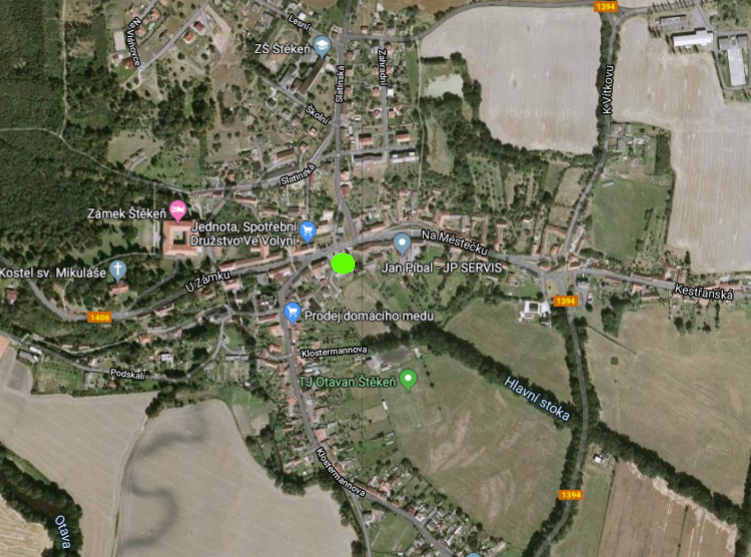 1394
Lesní
Na Višňovce
ZŠ Štěkeň
Slatinská
Zahradní
K Vítkovu
Školní
Slatinská
Zámek Štěkeň
Jednota, Spotřební
Družstvo Ve Volyni
Na Městečku
Jan Píbal - JP SERVIS
Kostel sv. Mikuláše
U Zámku
Kestřanská
1394
1406
Prodej domácího medu
Klostermannova
Podskalí
TJ Otavan Štěkeň
Hlavní stoka
Klostermannova
1394
Otava